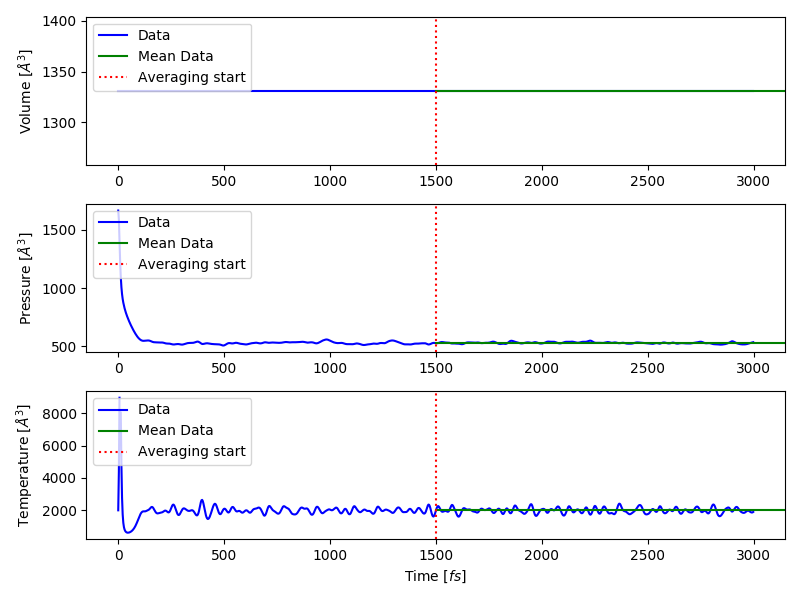 1400
1350
1300
Volume [Å³]
Data
Mean Data
Averaging start
0 500 1000 1500 2000 2500 3000
1500
1000
500
Pressure [Å³]
Data
Mean Data
Averaging start
0 500 1000 1500 2000 2500 3000
8000
6000
4000
2000
Temperature [Å³]
Data
Mean Data
Averaging start
0 500 1000 1500 2000 2500 3000
Time [fs]